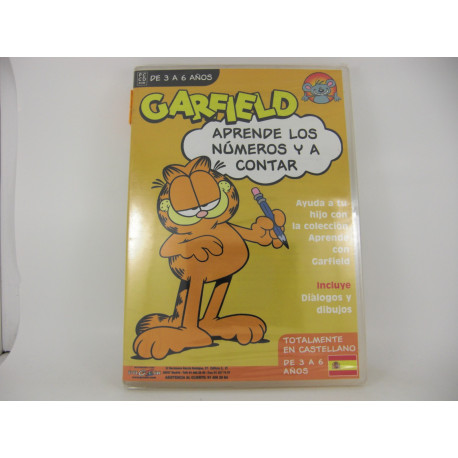 DE 3 A 6 AÑOS
GARFIELD
APRENDE LOS
NÚMEROS Y A
CONTAR
Ayuda a tu
hijo con
la colección
Aprende
con
Garfield
Incluye
Diálogos y
dibujos
TOTALMENTE
EN CASTELLANO
DE 3 A 6
AÑOS